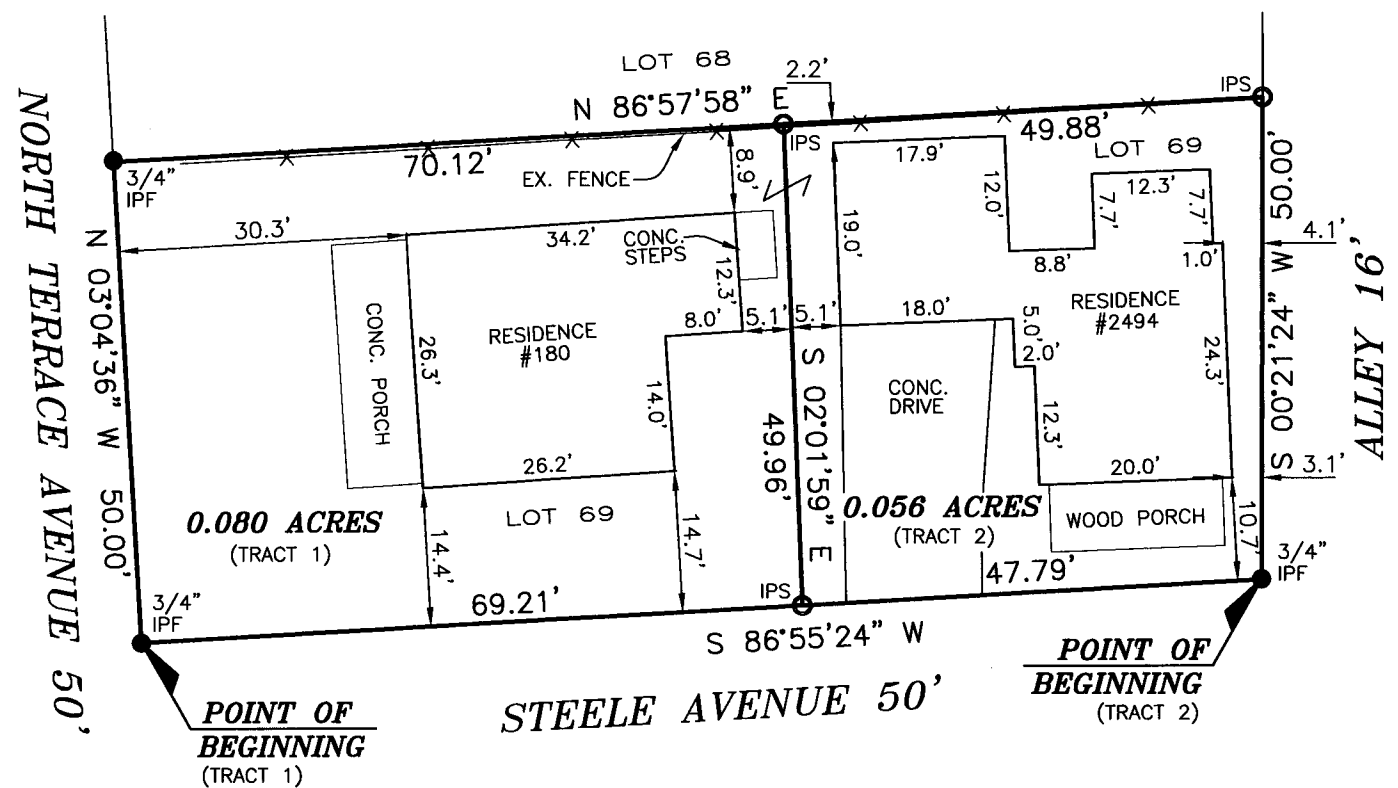 LOT 68
2.2'
IPS
N 86°57'58" E
49.88'
70.12'
IPS
LOT 69
3/4"
IPF
EX. FENCE
8.9'
17.9'
12.0'
12.3'
7.7'
7.7'
50.00'
30.3'
34.2'
CONC.
STEPS
19.0'
8.8'
1.0'
4.1'
NORTH TERRACE AVENUE 50'
N 03°04'36" W 50.00'
CONC. PORCH
26.3'
RESIDENCE
#180
12.3'
8.0'
5.1'
5.1'
18.0'
5.0'
2.0'
RESIDENCE
#2494
24.3'
S 00°21'24" W
ALLEY 16'
14.0'
S 02°01'59" E
49.96'
CONC.
DRIVE
12.3'
26.2'
20.0'
3.1'
0.080 ACRES
(TRACT 1)
LOT 69
0.056 ACRES
(TRACT 2)
WOOD PORCH
10.7'
14.4'
14.7'
3/4"
IPF
69.21'
IPS
47.79'
3/4"
IPF
S 86°55'24" W
POINT OF
BEGINNING
(TRACT 1)
STEELE AVENUE 50'
POINT OF
BEGINNING
(TRACT 2)